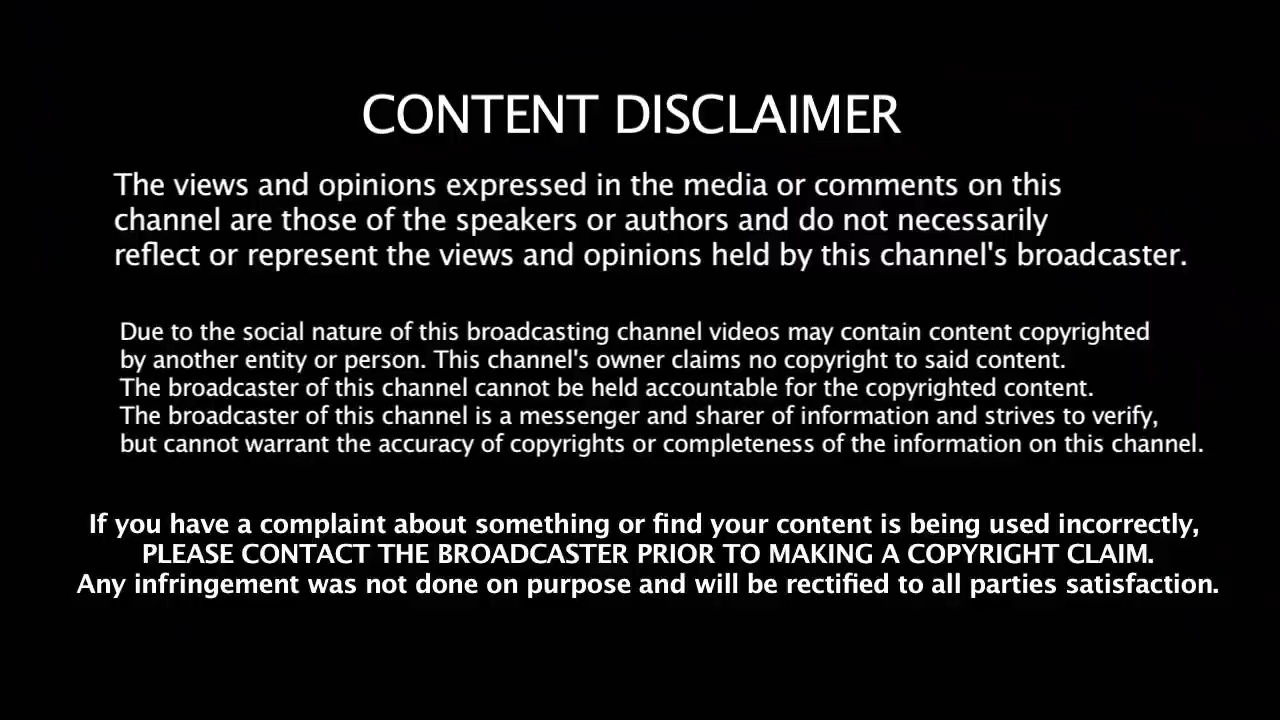 CONTENT DISCLAIMER
The views and opinions expressed in the media or comments on this
channel are those of the speakers or authors and do not necessarily
reflect or represent the views and opinions held by this channel's broadcaster.
Due to the social nature of this broadcasting channel videos may contain content copyrighted
by another entity or person. This channel's owner claims no copyright to said content.
The broadcaster of this channel cannot be held accountable for the copyrighted content.
The broadcaster of this channel is a messenger and sharer of information and strives to verify,
but cannot warrant the accuracy of copyrights or completeness of the information on this channel.
If you have a complaint about something or find your content is being used incorrectly,
PLEASE CONTACT THE BROADCASTER PRIOR TO MAKING A COPYRIGHT CLAIM.
Any infringement was not done on purpose and will be rectified to all parties satisfaction.